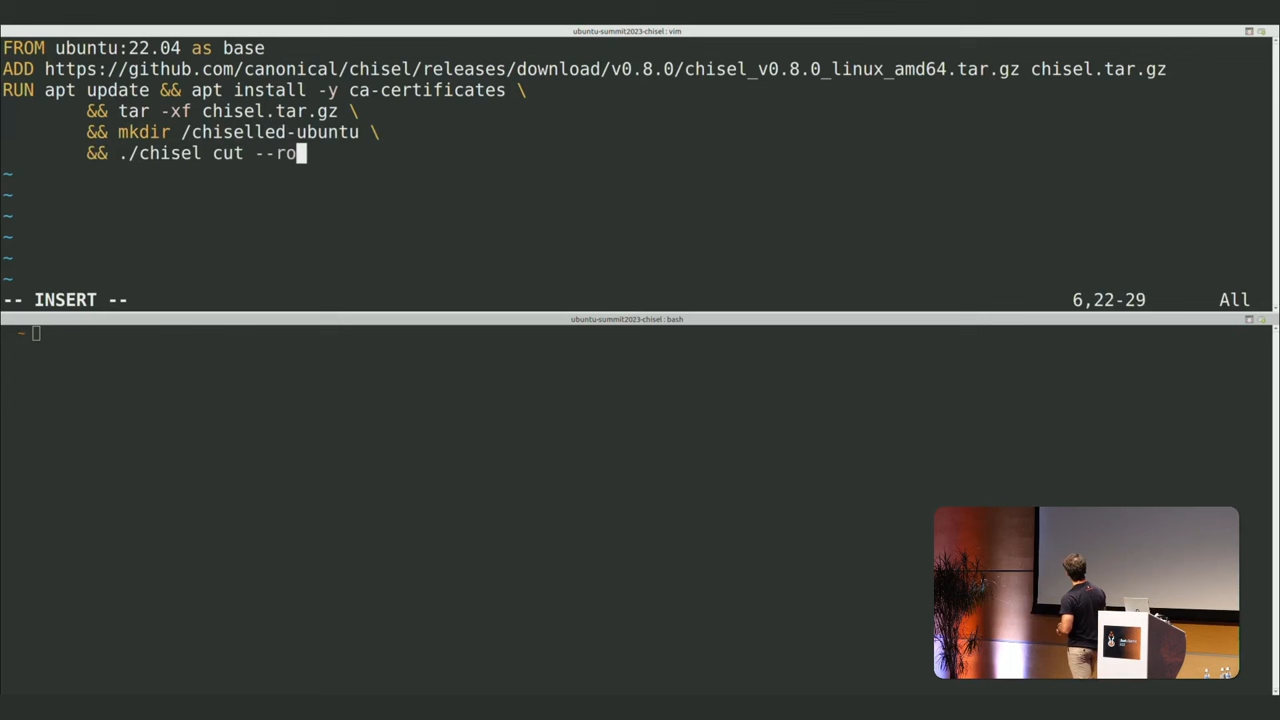 ubuntu-summit2023-chisel : vim
FROM ubuntu:22.04 as base
ADD https://github.com/canonical/chisel/releases/download/v0.8.0/chisel_v0.8.0_linux_amd64.tar.gz chisel.tar.gz
RUN apt update && apt install -y ca-certificates \
&& tar -xf chisel.tar.gz \
&& mkdir /chiselled-ubuntu \
&& ./chisel cut --ro
~
~
~
~
~
~
-- INSERT -- 6,22-29 All
ubuntu-summit2023-chisel : bash
~